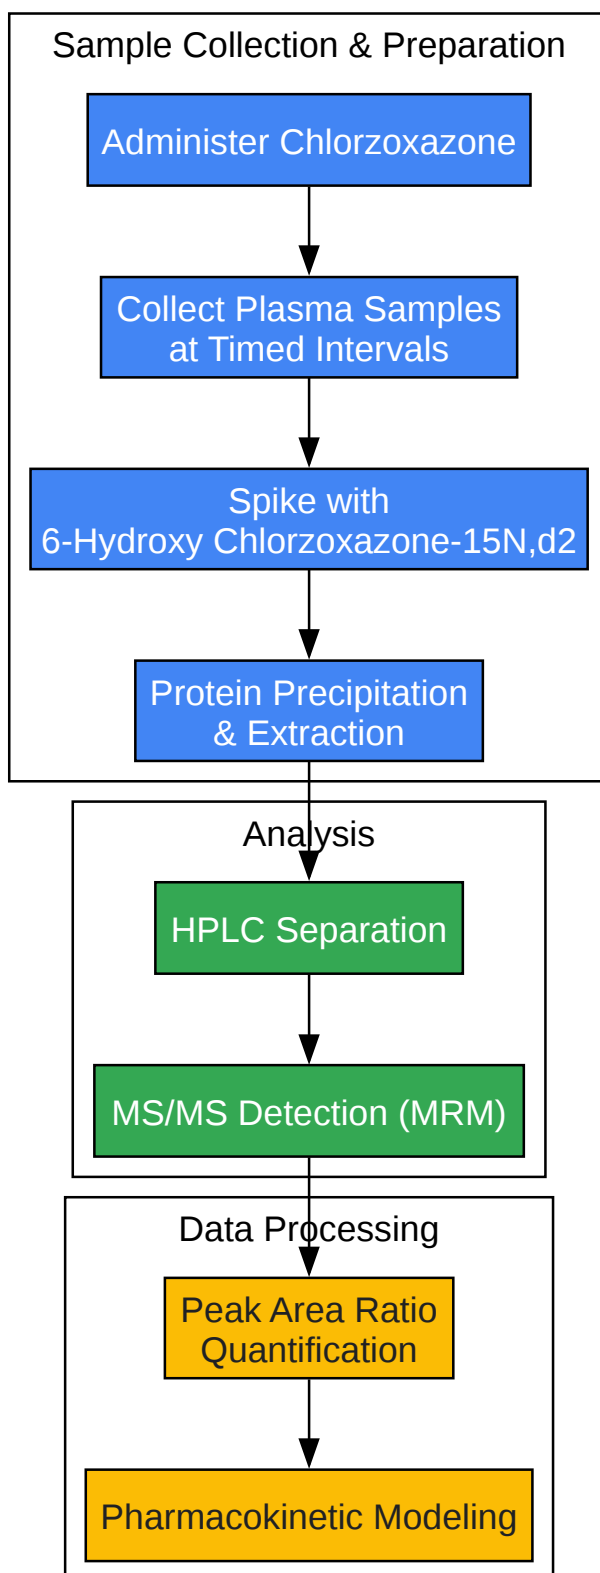 Sample Collection & Preparation
Administer Chlorzoxazone
Collect Plasma Samples
at Timed Intervals
Spike with
6-Hydroxy Chlorzoxazone-15N,d2
Protein Precipitation
& Extraction
Analysis
HPLC Separation
MS/MS Detection (MRM)
Data Processing
Peak Area Ratio
Quantification
Pharmacokinetic Modeling